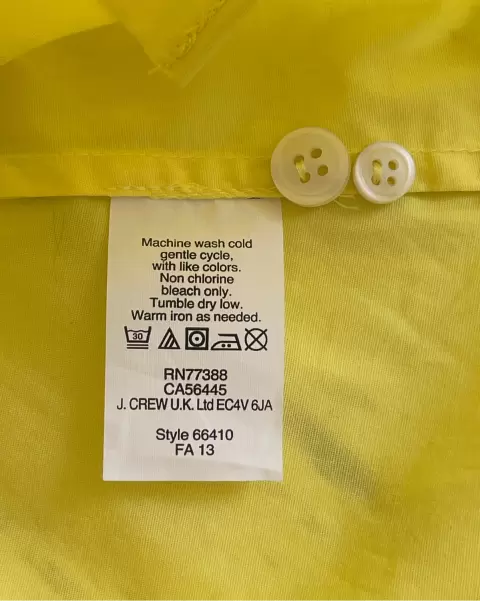 Machine wash cold
gentle cycle,
with like colors.
Non chlorine
bleach only.
Tumble dry low.
Warm iron as needed.
30
RN77388
CA56445
J. CREW U.K. Ltd EC4V 6JA
Style 66410
FA 13